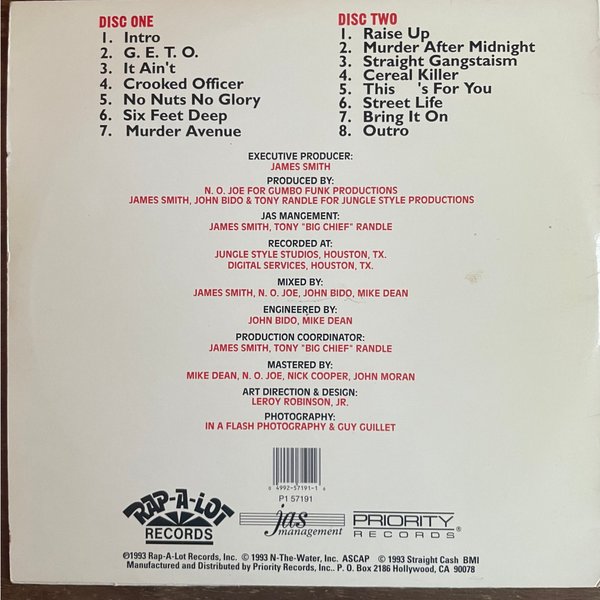 DISC ONE
1. Intro
2. G. E. T. O.
3. It Ain't
4. Crooked Officer
5. No Nuts No Glory
6. Six Feet Deep
7. Murder Avenue
DISC TWO
1. Raise Up
2. Murder After Midnight
3. Straight Gangstaism
4. Cereal Killer
5. This 's For You
6. Street Life
7. Bring It On
8. Outro
EXECUTIVE PRODUCER:
JAMES SMITH
PRODUCED BY:
N. O. JOE FOR GUMBO FUNK PRODUCTIONS
JAMES SMITH, JOHN BIDO & TONY RANDLE FOR JUNGLE STYLE PRODUCTIONS
JAS MANGEMENT:
JAMES SMITH, TONY "BIG CHIEF" RANDLE
RECORDED AT:
JUNGLE STYLE STUDIOS, HOUSTON, TX.
DIGITAL SERVICES, HOUSTON, TX.
MIXED BY:
JAMES SMITH, N. O. JOE, JOHN BIDO, MIKE DEAN
ENGINEERED BY:
JOHN BIDO, MIKE DEAN
PRODUCTION COORDINATOR:
JAMES SMITH, TONY "BIG CHIEF" RANDLE
MASTERED BY:
MIKE DEAN, N. O. JOE, NICK COOPER, JOHN MORAN
ART DIRECTION & DESIGN:
LEROY ROBINSON, JR.
PHOTOGRAPHY:
IN A FLASH PHOTOGRAPHY & GUY GUILLET
0 4992-57191-1 6
P1 57191
RAP-A-LOT
RECORDS
jas
management
PRIORITY
RECORDS ®
℗1993 Rap-A-Lot Records, Inc. © 1993 N-The-Water, Inc. ASCAP © 1993 Straight Cash BMI
Manufactured and Distributed by Priority Records, Inc.. P. O. Box 2186 Hollywood, CA 90078